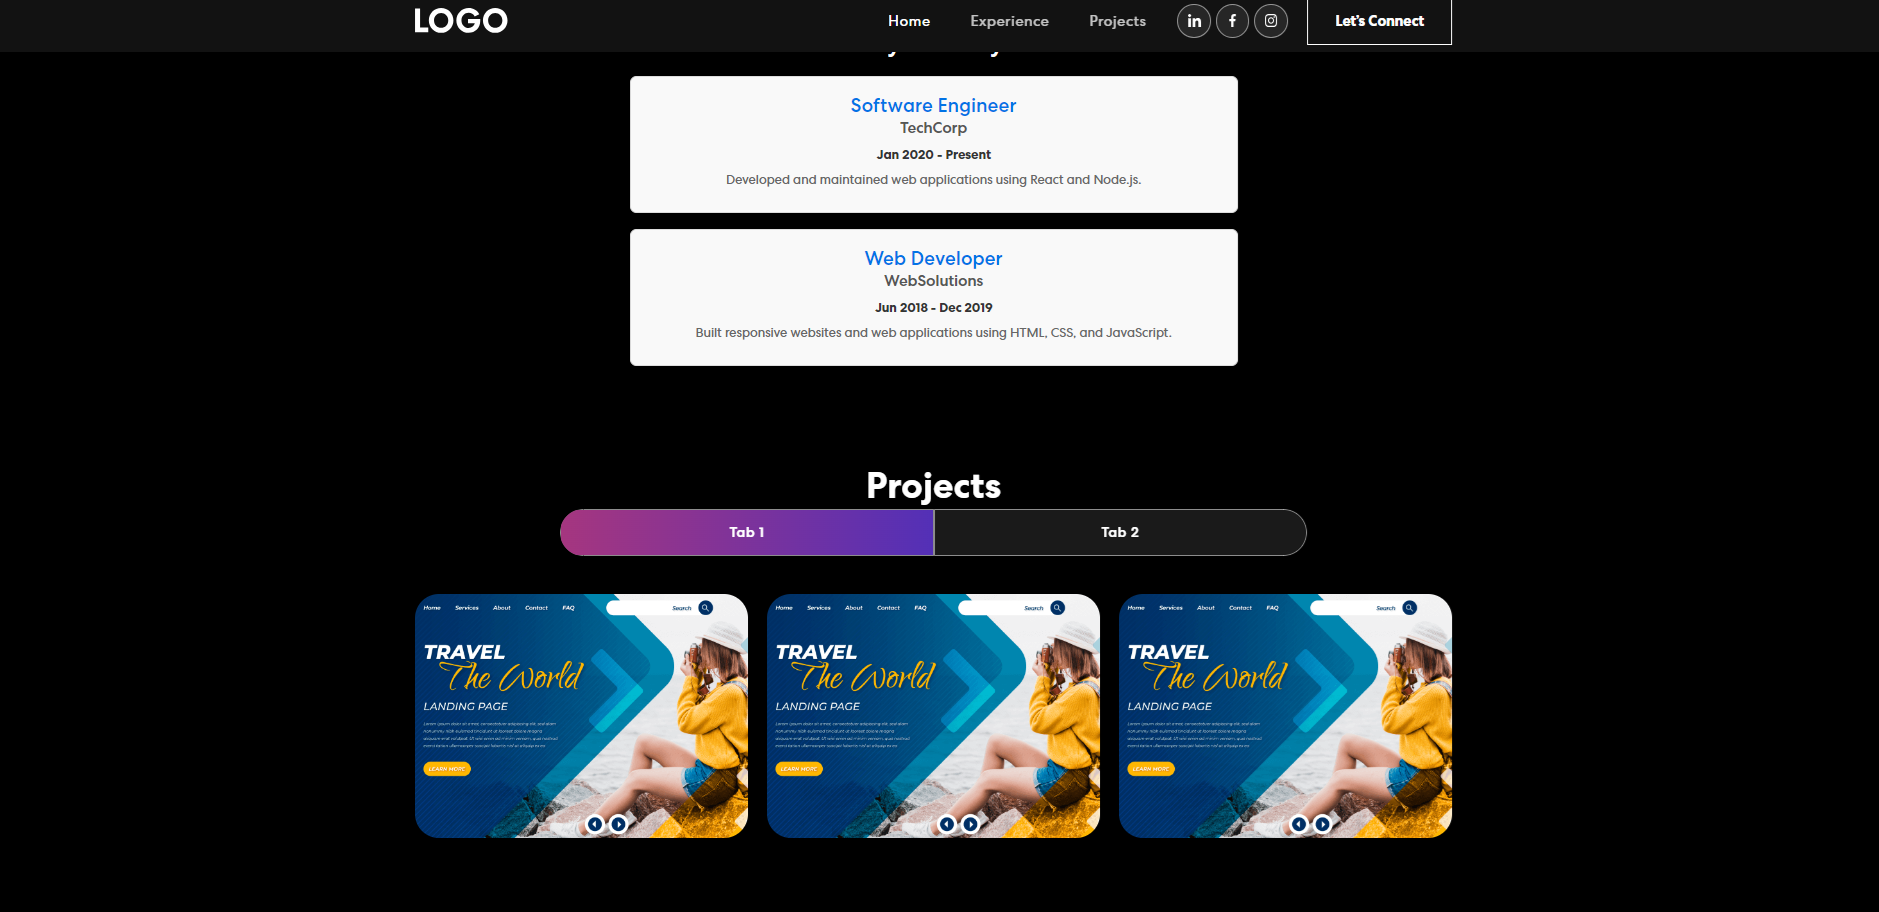 LOGO
Home Experience Projects Let's Connect
Software Engineer
TechCorp
Jan 2020 - Present
Developed and maintained web applications using React and Node.js.
Web Developer
WebSolutions
Jun 2018 - Dec 2019
Built responsive websites and web applications using HTML, CSS, and JavaScript.
Projects
Tab 1 Tab 2
Home Services About Contact FAQ Search
TRAVEL
The World
LANDING PAGE
LEARN MORE
Home Services About Contact FAQ Search
TRAVEL
The World
LANDING PAGE
LEARN MORE
Home Services About Contact FAQ Search
TRAVEL
The World
LANDING PAGE
LEARN MORE